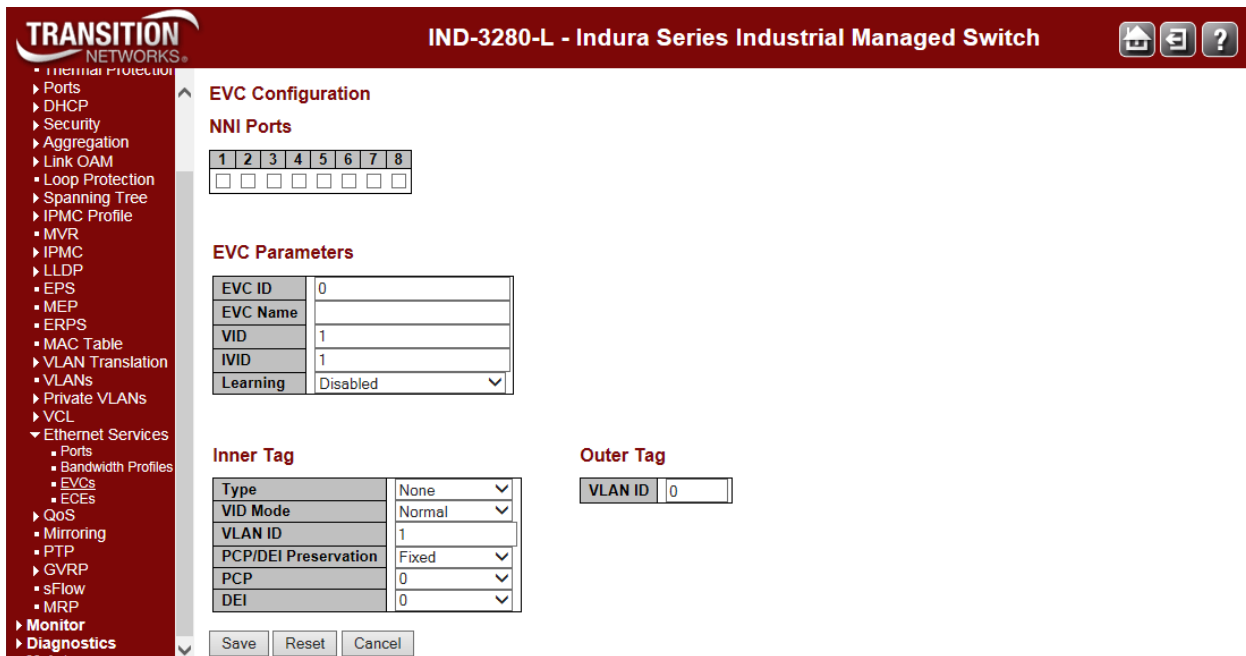 TRANSITION
NETWORKS®
IND-3280-L - Indura Series Industrial Managed Switch
?
Thermal Protection
Ports
DHCP
Security
Aggregation
Link OAM
Loop Protection
Spanning Tree
IPMC Profile
MVR
IPMC
LLDP
EPS
MEP
ERPS
MAC Table
VLAN Translation
VLANs
Private VLANs
VCL
Ethernet Services
Ports
Bandwidth Profiles
EVCs
ECEs
QoS
Mirroring
PTP
GVRP
sFlow
MRP
Monitor
Diagnostics
EVC Configuration
NNI Ports
1 2 3 4 5 6 7 8
EVC Parameters
EVC ID 0
EVC Name
VID 1
IVID 1
Learning Disabled
Inner Tag
Type None
VID Mode Normal
VLAN ID 1
PCP/DEI Preservation Fixed
PCP 0
DEI 0
Outer Tag
VLAN ID 0
Save Reset Cancel